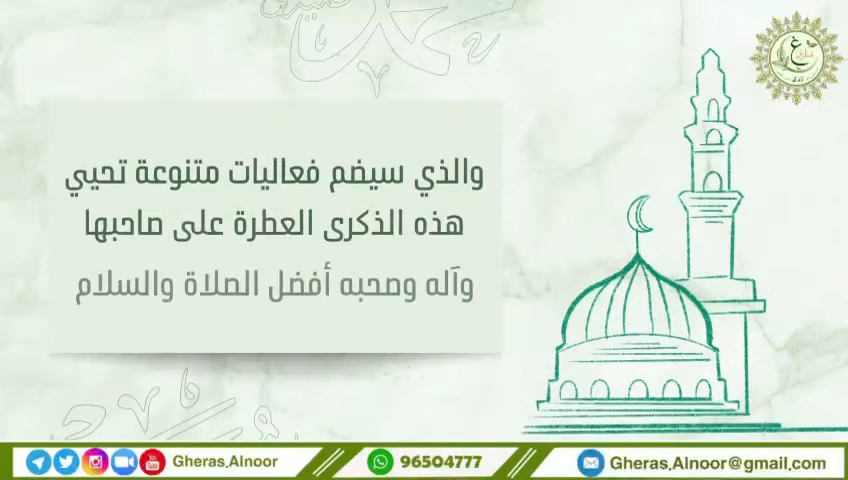 والذي سيضم فعاليات متنوعة تحيي
هذه الذكرى العطرة على صاحبها
وآله وصحبه أفضل الصلاة والسلام
Gheras.Alnoor
96504777
Gheras.Alnoor@gmail.com